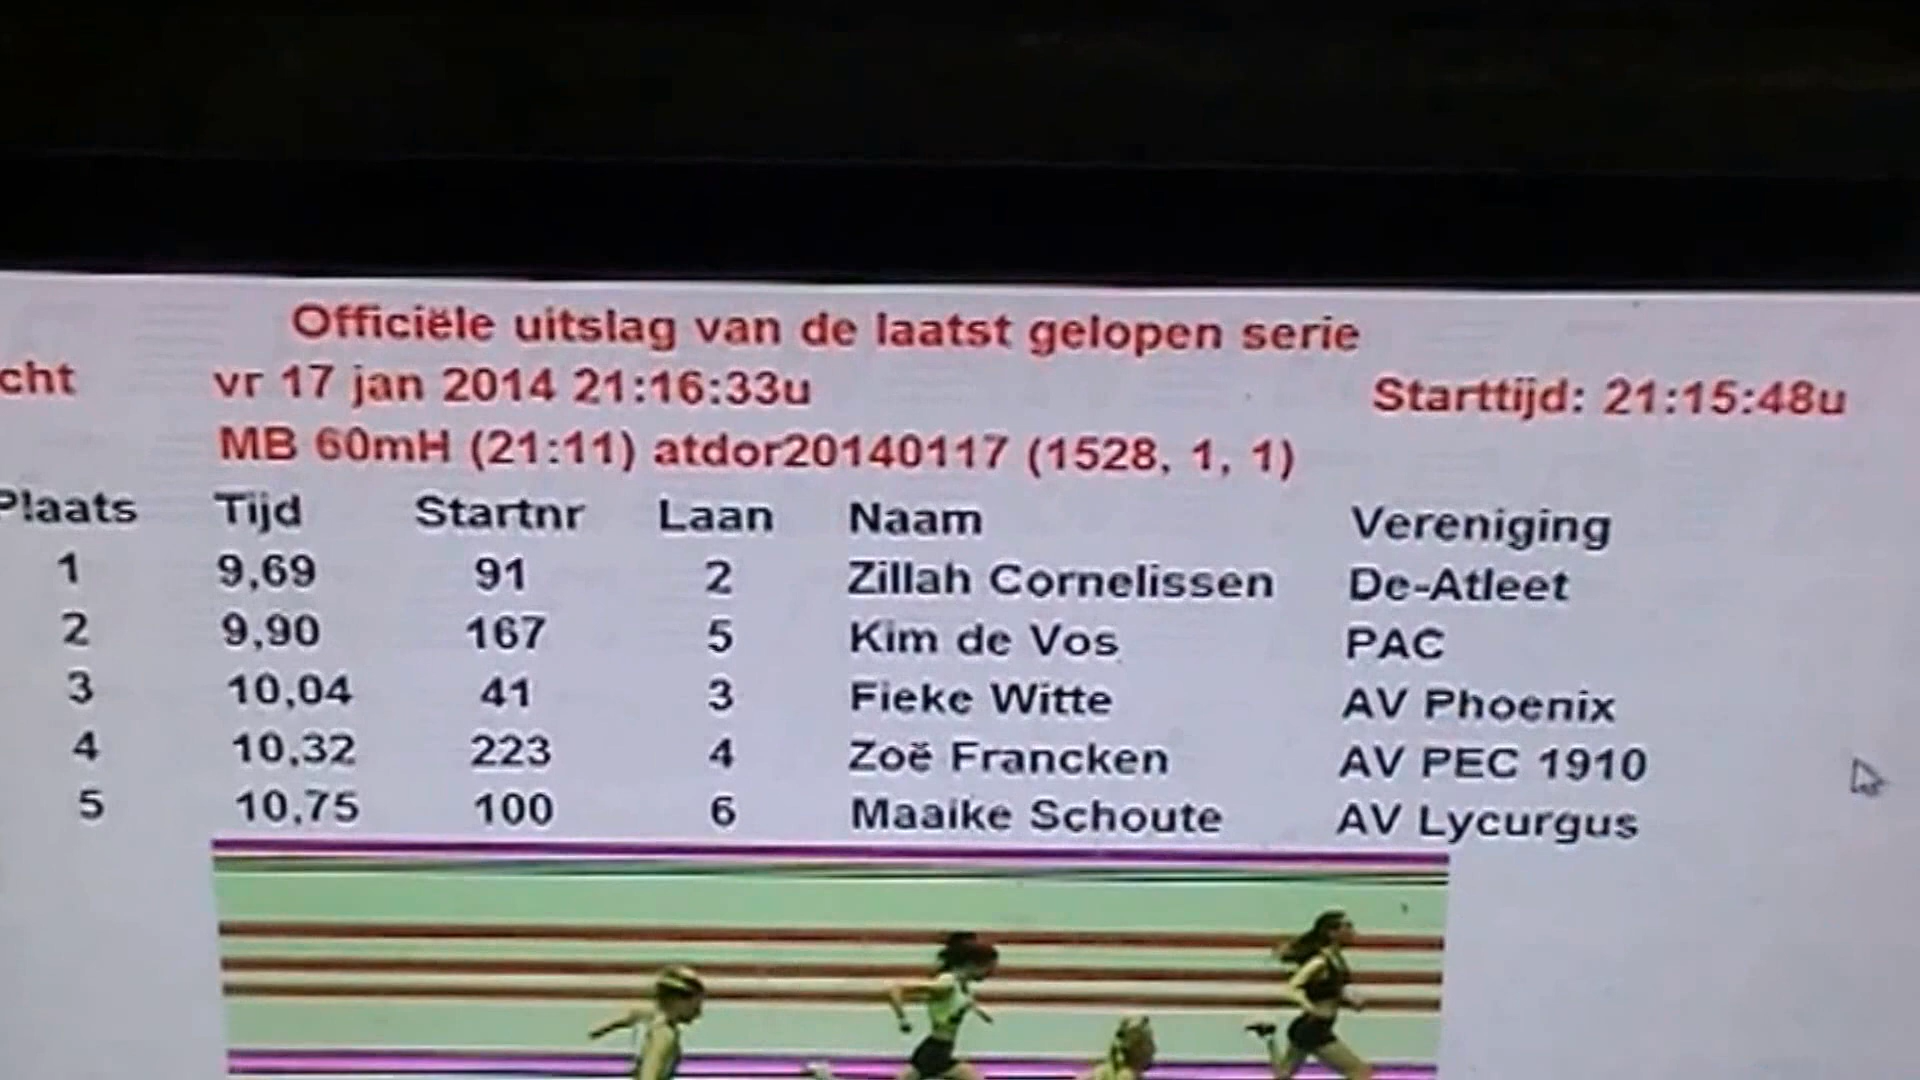 Officiële uitslag van de laatst gelopen serie
cht vr 17 jan 2014 21:16:33u Starttijd: 21:15:48u
MB 60mH (21:11) atdor20140117 (1528, 1, 1)
Plaats Tijd Startnr Laan Naam Vereniging
1 9,69 91 2 Zillah Cornelissen De-Atleet
2 9,90 167 5 Kim de Vos PAC
3 10,04 41 3 Fieke Witte AV Phoenix
4 10,32 223 4 Zoë Francken AV PEC 1910
5 10,75 100 6 Maaike Schoute AV Lycurgus